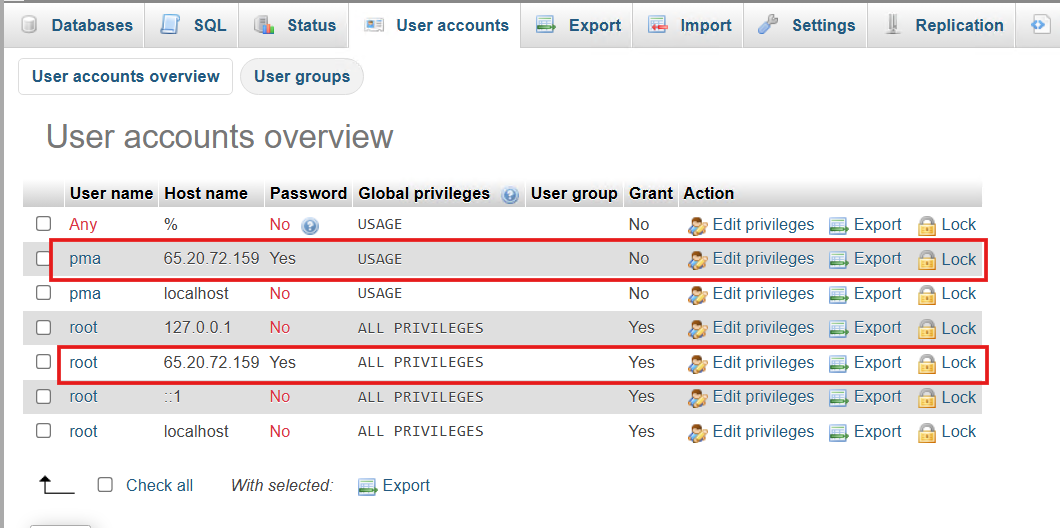 Databases SQL Status User accounts Export Import Settings Replication
User accounts overview User groups
User accounts overview
User name Host name Password Global privileges User group Grant Action
Any % No USAGE No Edit privileges Export Lock
pma 65.20.72.159 Yes USAGE No Edit privileges Export Lock
pma localhost No USAGE No Edit privileges Export Lock
root 127.0.0.1 No ALL PRIVILEGES Yes Edit privileges Export Lock
root 65.20.72.159 Yes ALL PRIVILEGES Yes Edit privileges Export Lock
root ::1 No ALL PRIVILEGES Yes Edit privileges Export Lock
root localhost No ALL PRIVILEGES Yes Edit privileges Export Lock
Check all With selected: Export